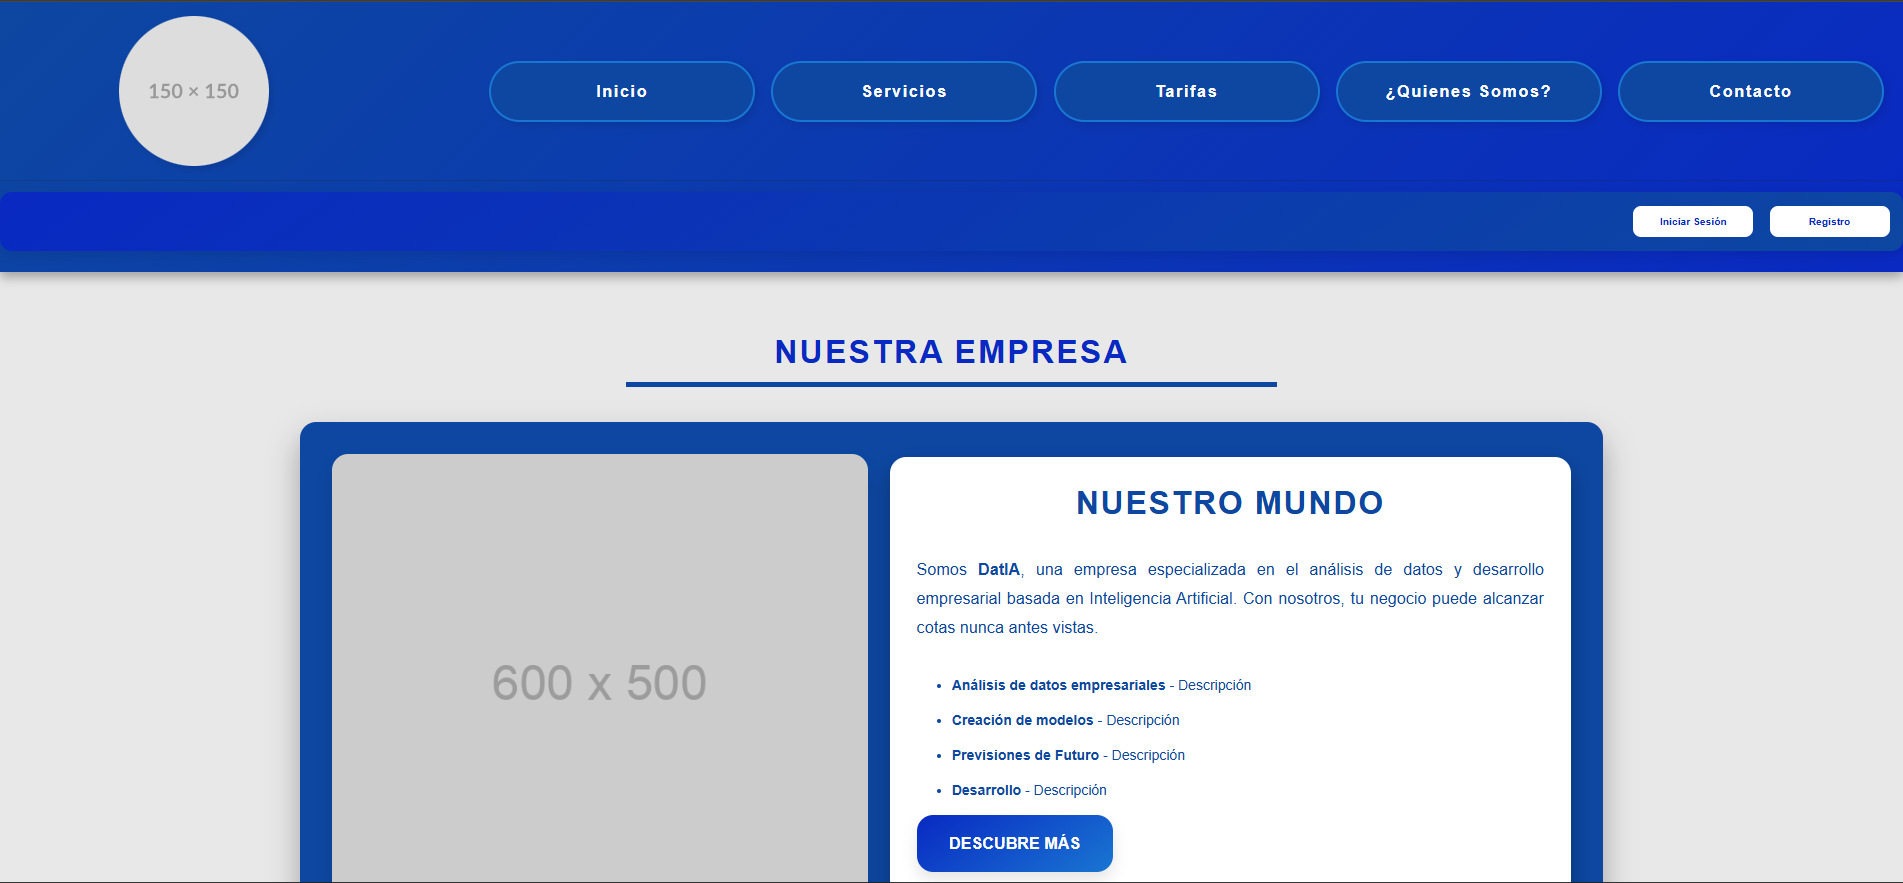 150 × 150
Inicio
Servicios
Tarifas
¿Quienes Somos?
Contacto
Iniciar Sesión
Registro
NUESTRA EMPRESA
600 x 500
NUESTRO MUNDO
Somos DatIA, una empresa especializada en el análisis de datos y desarrollo
empresarial basada en Inteligencia Artificial. Con nosotros, tu negocio puede alcanzar
cotas nunca antes vistas.
• Análisis de datos empresariales - Descripción
• Creación de modelos - Descripción
• Previsiones de Futuro - Descripción
• Desarrollo - Descripción
DESCUBRE MÁS